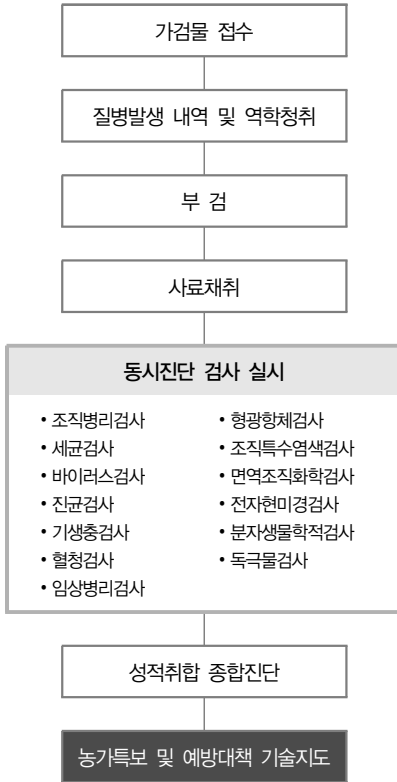 가검물 접수
질병발생 내역 및 역학청취
부 검
사료채취
동시진단 검사 실시
• 조직병리검사
• 세균검사
• 바이러스검사
• 진균검사
• 기생충검사
• 혈청검사
• 임상병리검사
• 형광항체검사
• 조직특수염색검사
• 면역조직화학검사
• 전자현미경검사
• 분자생물학적검사
• 독극물검사
성적취합 종합진단
농가특보 및 예방대책 기술지도